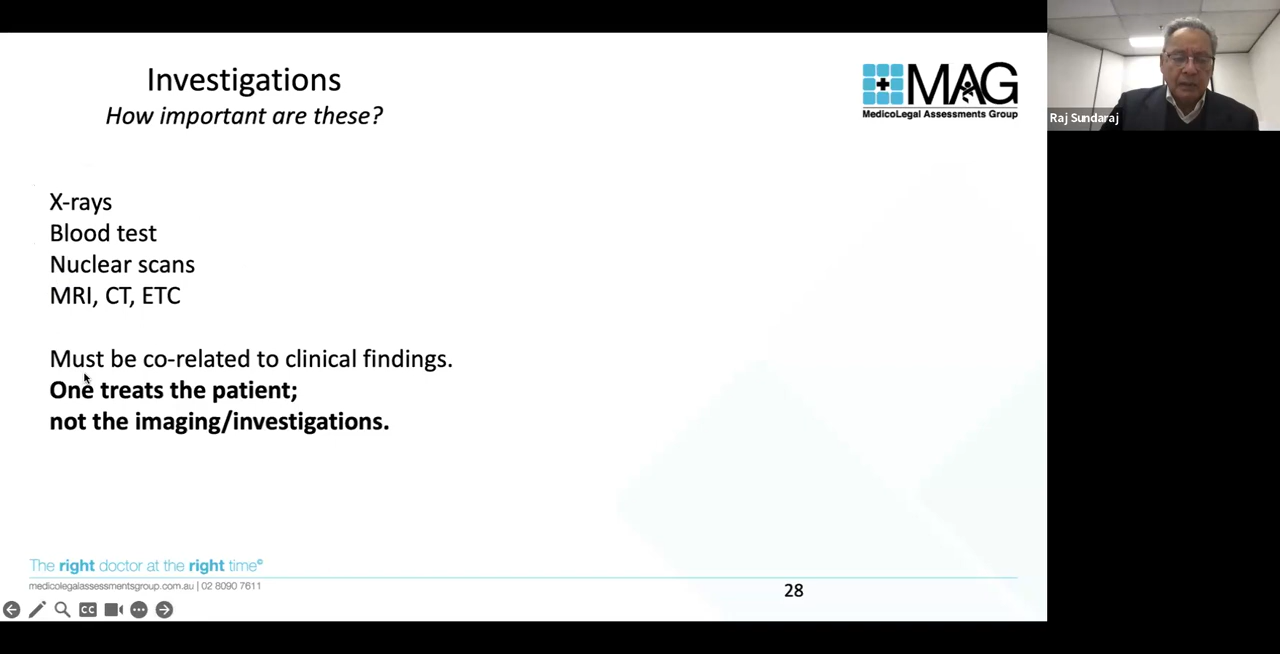 Investigations
How important are these?
MAG
MedicoLegal Assessments Group
Raj Sundaraj
X-rays
Blood test
Nuclear scans
MRI, CT, ETC
Must be co-related to clinical findings.
One treats the patient;
not the imaging/investigations.
The right doctor at the right time©
medicolegalassessmentsgroup.com.au | 02 8090 7611
28
CC